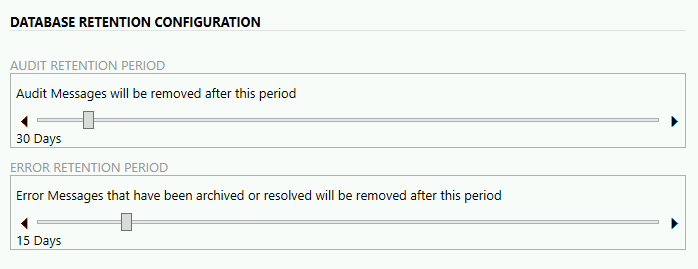 DATABASE RETENTION CONFIGURATION
AUDIT RETENTION PERIOD
Audit Messages will be removed after this period
30 Days
ERROR RETENTION PERIOD
Error Messages that have been archived or resolved will be removed after this period
15 Days